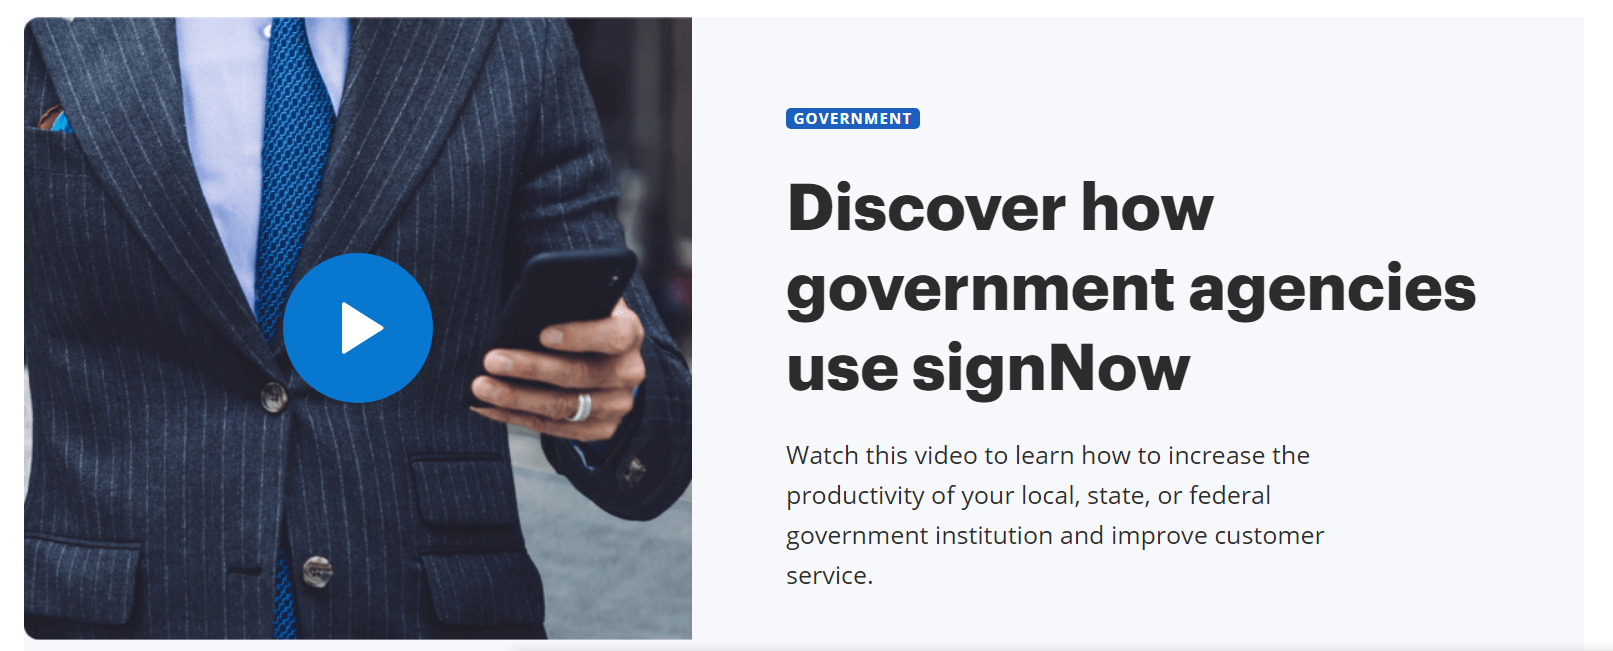 GOVERNMENT
Discover how
government agencies
use signNow
Watch this video to learn how to increase the
productivity of your local, state, or federal
government institution and improve customer
service.